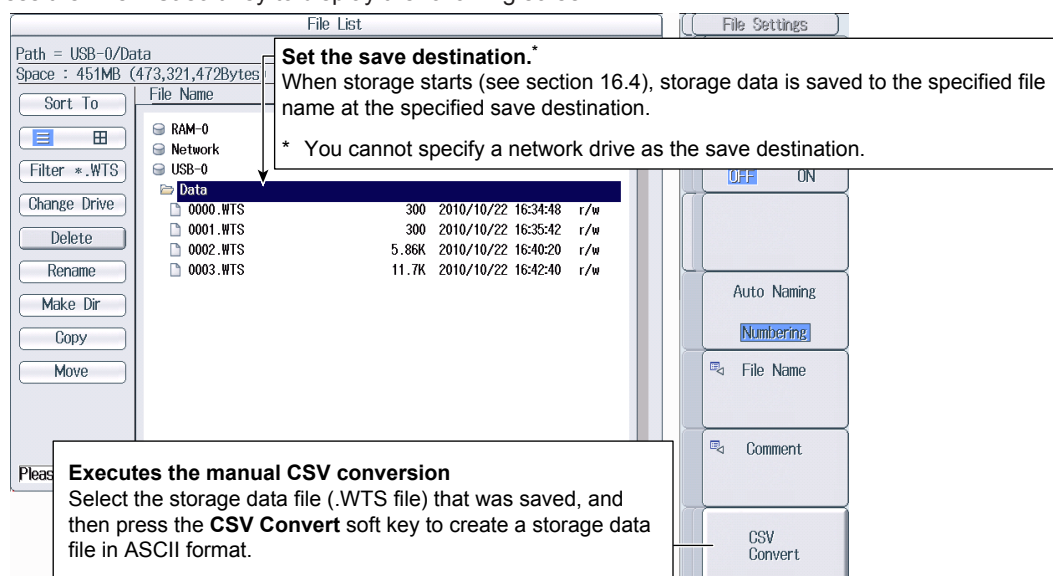 File List
File Settings
Path = USB-0/Data
Space : 451MB (473,321,472Bytes
Set the save destination.*
When storage starts (see section 16.4), storage data is saved to the specified file
name at the specified save destination.
* You cannot specify a network drive as the save destination.
Sort To
File Name
Filter *.WTS
Change Drive
Delete
Rename
Make Dir
Copy
Move
RAM-0
Network
USB-0
Data
0000.WTS 300 2010/10/22 16:34:48 r/w
0001.WTS 300 2010/10/22 16:35:42 r/w
0002.WTS 5.86K 2010/10/22 16:40:20 r/w
0003.WTS 11.7K 2010/10/22 16:42:40 r/w
OFF ON
Auto Naming
Numbering
File Name
Comment
CSV
Convert
Pleas
Executes the manual CSV conversion
Select the storage data file (.WTS file) that was saved, and
then press the CSV Convert soft key to create a storage data
file in ASCII format.